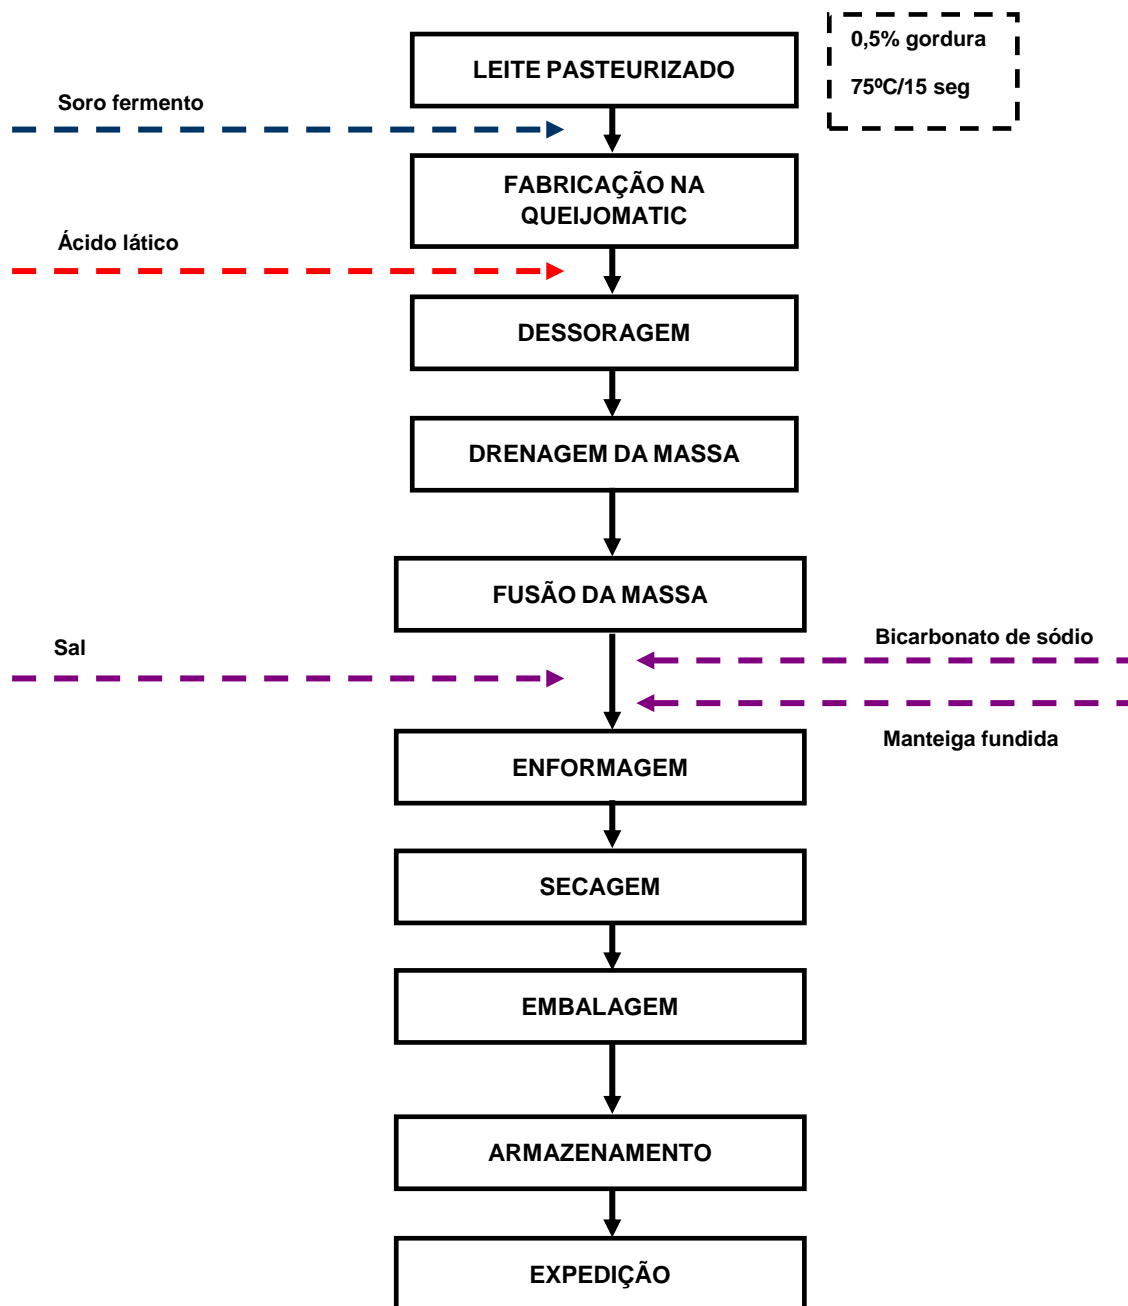 0,5% gordura
LEITE PASTEURIZADO
75ºC/15 seg
Soro fermento
FABRICAÇÃO NA
QUEIJOMATIC
Ácido lático
DESSORAGEM
DRENAGEM DA MASSA
FUSÃO DA MASSA
Sal
Bicarbonato de sódio
Manteiga fundida
ENFORMAGEM
SECAGEM
EMBALAGEM
ARMAZENAMENTO
EXPEDIÇÃO